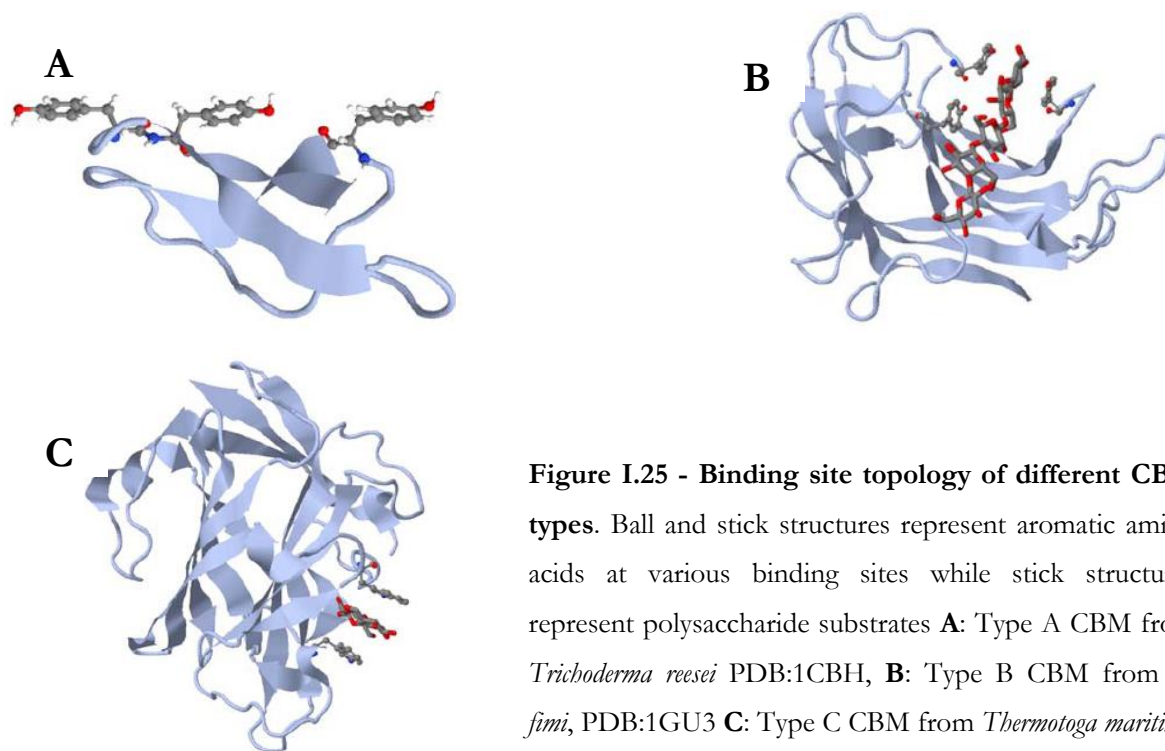 A
B
C
Figure I.25 - Binding site topology of different CB
types. Ball and stick structures represent aromatic ami
acids at various binding sites while stick structu
represent polysaccharide substrates A: Type A CBM fro
Trichoderma reesei PDB:1CBH, B: Type B CBM from
fimi, PDB:1GU3 C: Type C CBM from Thermotoga mariti